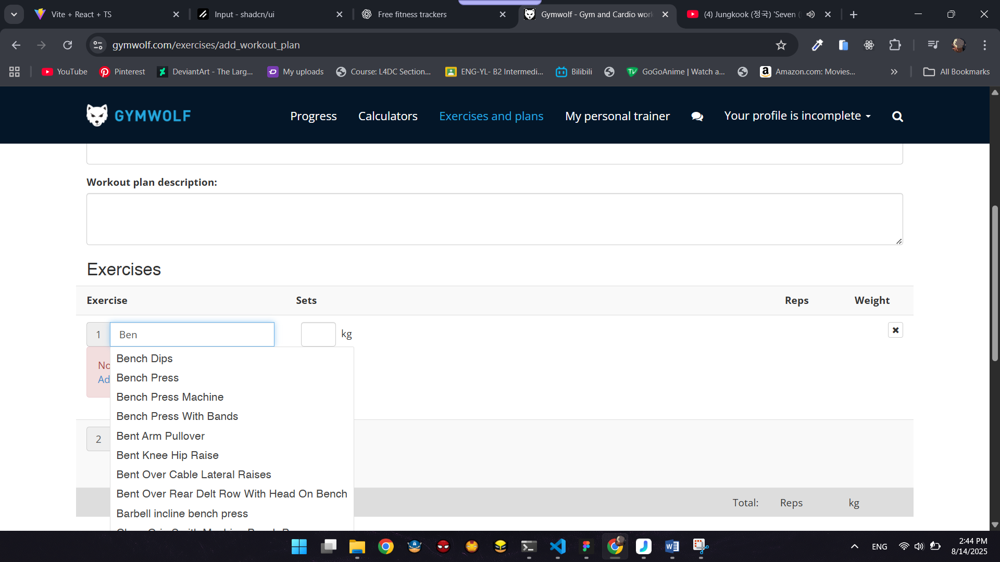 Vite + React + TS
Input - shadcn/ui
Free fitness trackers
Gymwolf - Gym and Cardio wor
(4) Jungkook (정국) 'Seven (
gymwolf.com/exercises/add_workout_plan
YouTube
Pinterest
DeviantArt - The Larg...
My uploads
Course: L4DC Section...
ENG-YL- B2 Intermedi...
Bilibili
GoGoAnime | Watch a...
Amazon.com: Movies...
All Bookmarks
GYMWOLF
Progress
Calculators
Exercises and plans
My personal trainer
Your profile is incomplete
Workout plan description:
Exercises
Exercise Sets Reps Weight
1 Ben kg
No
Ad
Bench Dips
Bench Press
Bench Press Machine
Bench Press With Bands
Bent Arm Pullover
2
Bent Knee Hip Raise
Bent Over Cable Lateral Raises
Bent Over Rear Delt Row With Head On Bench
Total: Reps kg
Barbell incline bench press
ENG
2:44 PM
8/14/2025